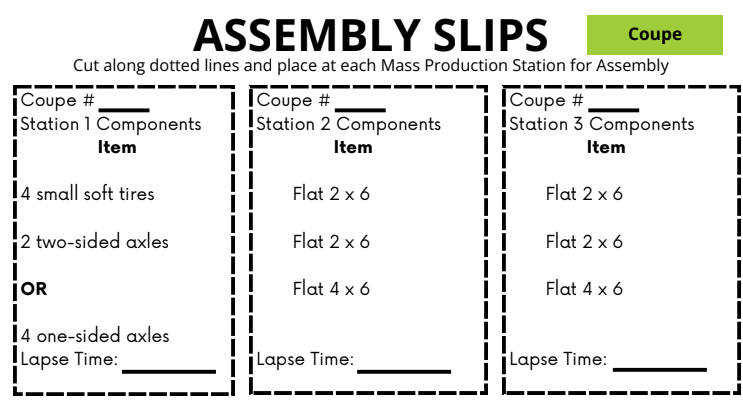 ASSEMBLY SLIPS
Coupe
Cut along dotted lines and place at each Mass Production Station for Assembly
Coupe #
Station 1 Components
Item
4 small soft tires
2 two-sided axles
OR
4 one-sided axles
Lapse Time:
Coupe #
Station 2 Components
Item
Flat 2 x 6
Flat 2 x 6
Flat 4 x 6
Lapse Time:
Coupe #
Station 3 Components
Item
Flat 2 x 6
Flat 2 x 6
Flat 4 x 6
Lapse Time: